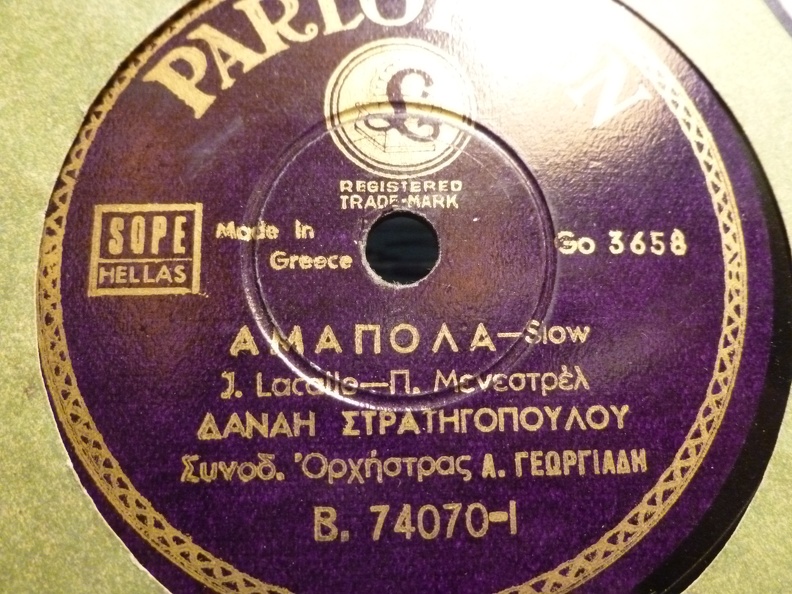 PARLO N
£
REGISTERED
TRADE-MARK
SOPE
HELLAS
Made In
Greece
Go 3658
ΑΜΑΠΟΛΑ—Slow
J. Lacalle—Π. Μενεστρέλ
ΔΑΝΑΗ ΣΤΡΑΤΗΓΟΠΟΥΛΟΥ
Συνοδ. Ὀρχήστρας Α. ΓΕΩΡΓΙΑΔΗ
B. 74070-I